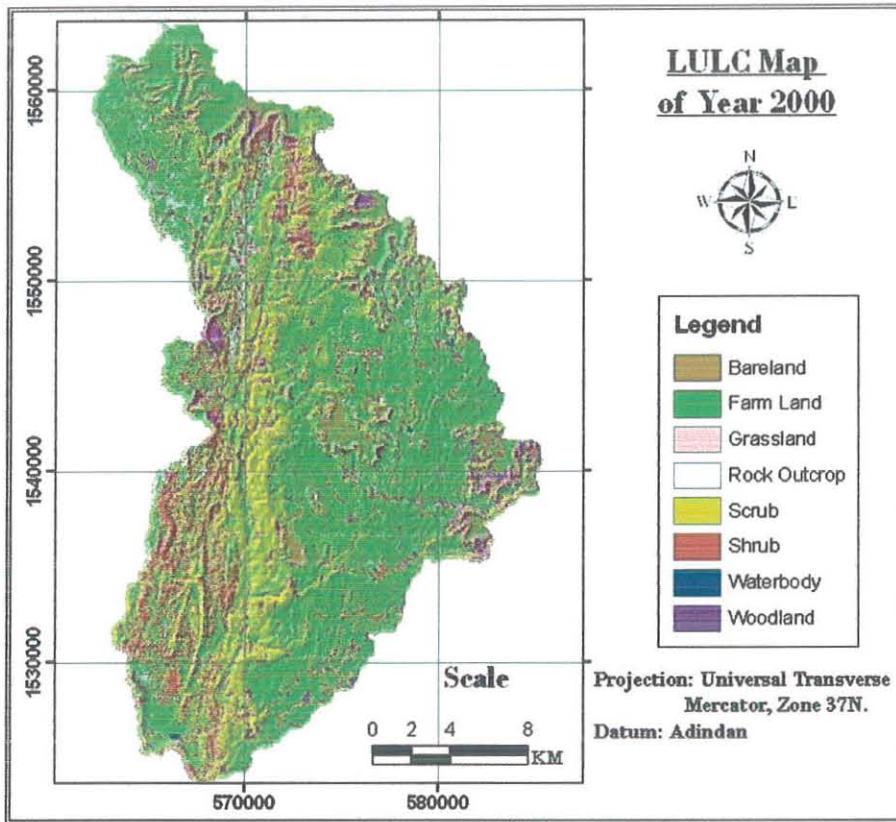 LULC Map
of Year 2000
N
W
E
S
Legend
Bareland
Farm Land
Grassland
Rock Outcrop
Scrub
Shrub
Waterbody
Woodland
Projection: Universal Transverse
Mercator, Zone 37N.
Datum: Adindan
Scale
0 2 4 8
KM
1560000
1550000
1540000
1530000
570000
580000